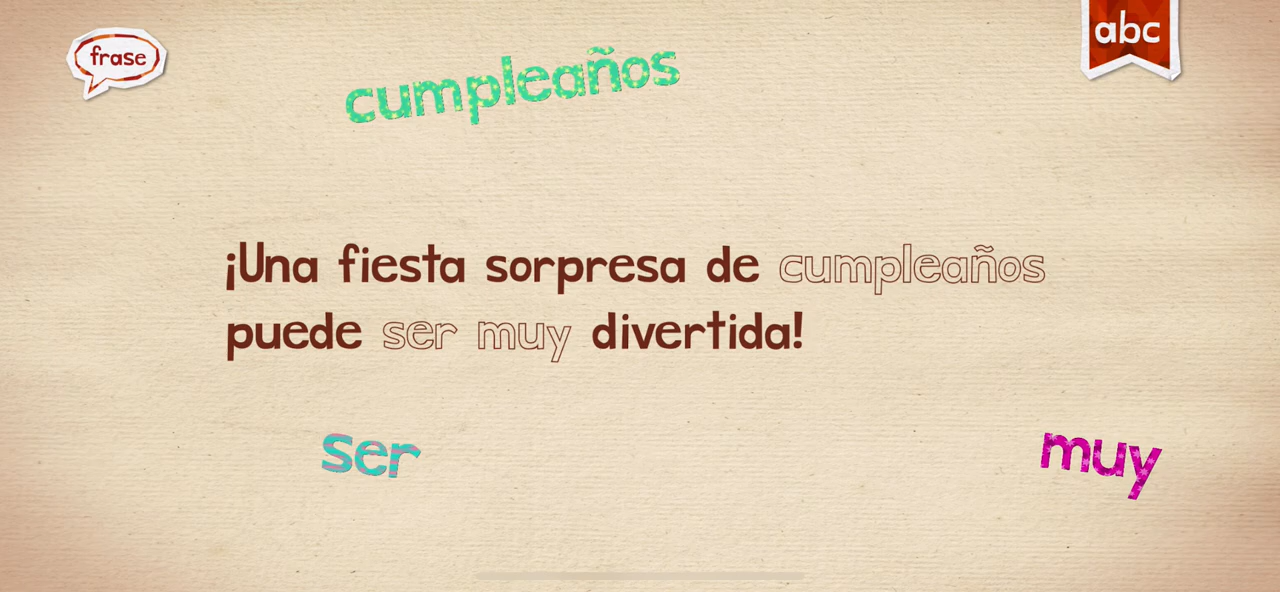 frase
abc
cumpleaños
¡Una fiesta sorpresa de cumpleaños
puede ser muy divertida!
ser
muy